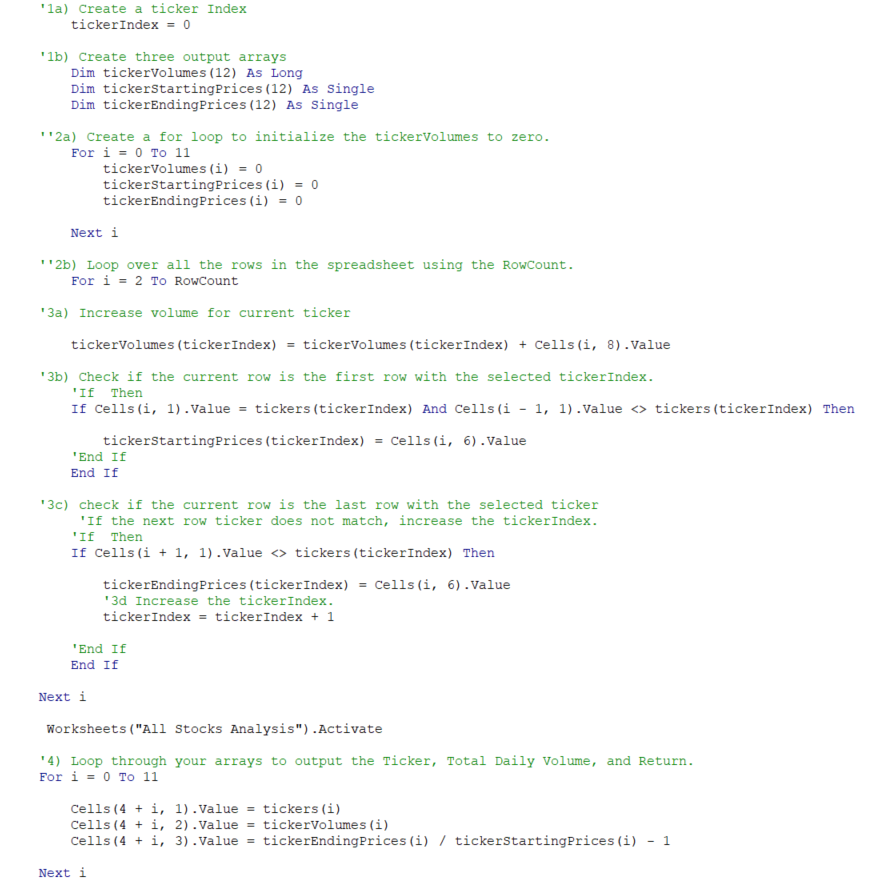 '1a) Create a ticker Index
tickerIndex = 0
'1b) Create three output arrays
Dim tickerVolumes(12) As Long
Dim tickerStartingPrices(12) As Single
Dim tickerEndingPrices(12) As Single
''2a) Create a for loop to initialize the tickerVolumes to zero.
For i = 0 To 11
tickerVolumes(i) = 0
tickerStartingPrices(i) = 0
tickerEndingPrices(i) = 0
Next i
''2b) Loop over all the rows in the spreadsheet using the RowCount.
For i = 2 To RowCount
'3a) Increase volume for current ticker
tickerVolumes(tickerIndex) = tickerVolumes(tickerIndex) + Cells(i, 8).Value
'3b) Check if the current row is the first row with the selected tickerIndex.
'If  Then
If Cells(i, 1).Value = tickers(tickerIndex) And Cells(i - 1, 1).Value <> tickers(tickerIndex) Then
tickerStartingPrices(tickerIndex) = Cells(i, 6).Value
'End If
End If
'3c) check if the current row is the last row with the selected ticker
'If the next row ticker does not match, increase the tickerIndex.
'If  Then
If Cells(i + 1, 1).Value <> tickers(tickerIndex) Then
tickerEndingPrices(tickerIndex) = Cells(i, 6).Value
'3d Increase the tickerIndex.
tickerIndex = tickerIndex + 1
'End If
End If
Next i
Worksheets("All Stocks Analysis").Activate
'4) Loop through your arrays to output the Ticker, Total Daily Volume, and Return.
For i = 0 To 11
Cells(4 + i, 1).Value = tickers(i)
Cells(4 + i, 2).Value = tickerVolumes(i)
Cells(4 + i, 3).Value = tickerEndingPrices(i) / tickerStartingPrices(i) - 1
Next i